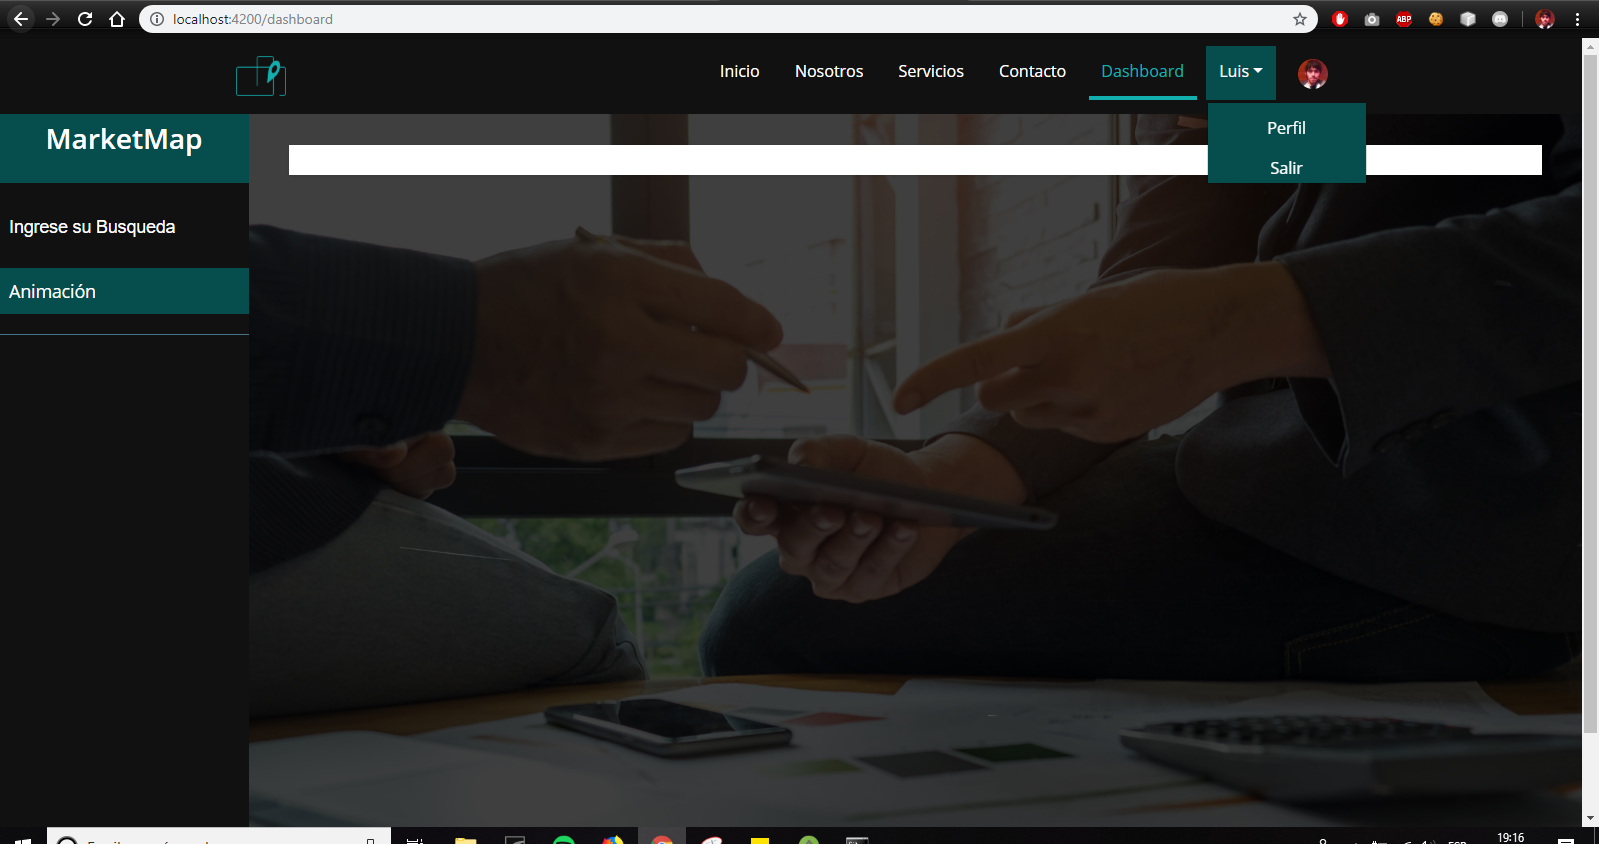 localhost:4200/dashboard
ABP
Inicio Nosotros Servicios Contacto Dashboard Luis
Perfil
Salir
MarketMap
Ingrese su Busqueda
Animación
19:16